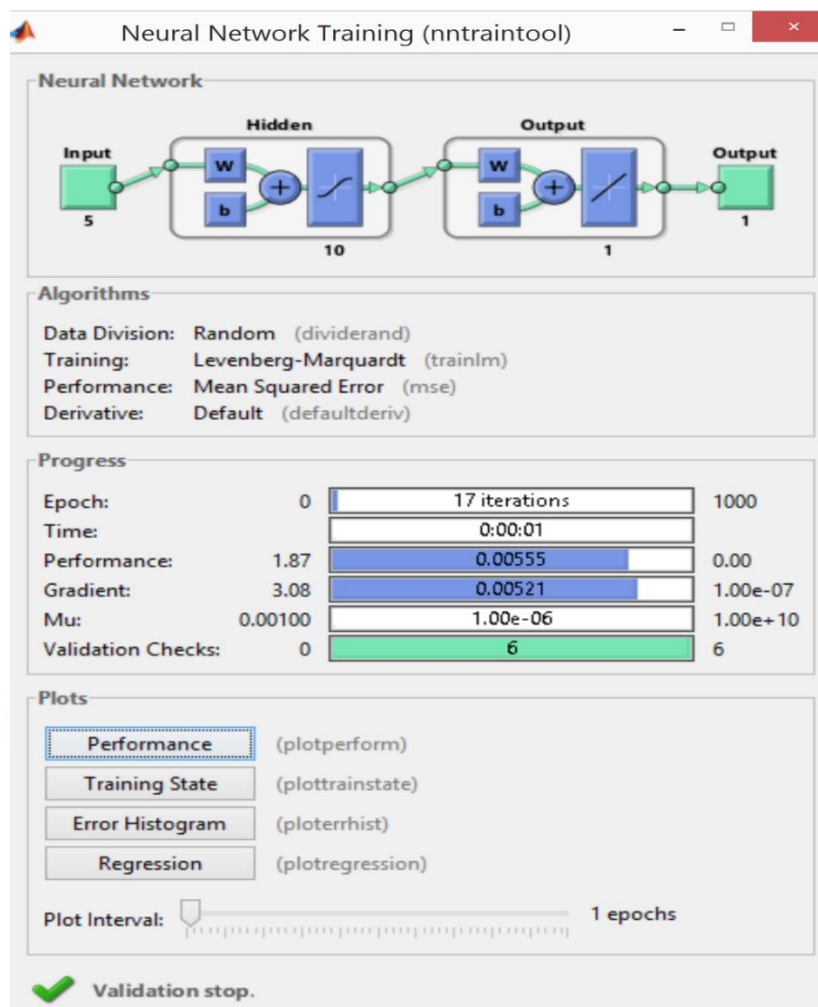 Neural Network Training (nntraintool)
Neural Network
Hidden Output
Input Output
W W
b b
5 1
10 1
Algorithms
Data Division: Random (dividerand)
Training: Levenberg-Marquardt (trainlm)
Performance: Mean Squared Error (mse)
Derivative: Default (defaultderiv)
Progress
Epoch: 0 17 iterations 1000
Time: 0:00:01
Performance: 1.87 0.00555 0.00
Gradient: 3.08 0.00521 1.00e-07
Mu: 0.00100 1.00e-06 1.00e+10
Validation Checks: 0 6 6
Plots
Performance (plotperform)
Training State (plottrainstate)
Error Histogram (ploterrhist)
Regression (plotregression)
Plot Interval: 1 epochs
Validation stop.